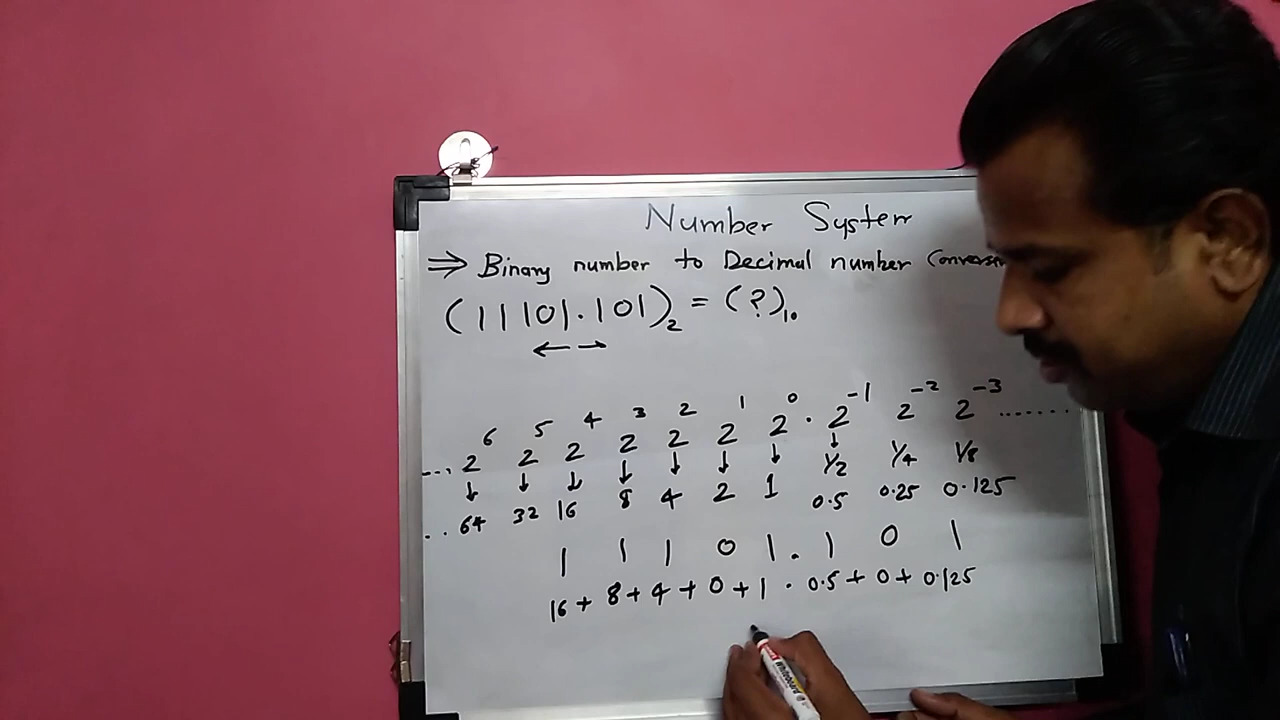 Number System
⇒ Binary number to Decimal number
(11101.101)₂ = (?)₁₀
← →
... 2⁶ 2⁵ 2⁴ 2³ 2² 2¹ 2⁰ . 2⁻¹ 2⁻² 2⁻³ .......
↓ ↓ ↓ ↓ ↓ ↓ ↓ ↓ 1/2 1/4 1/8
.. 64 32 16 8 4 2 1 0.5 0.25 0.125
1 1 1 0 1 . 1 0 1
16 + 8 + 4 + 0 + 1 . 0.5 + 0 + 0.125